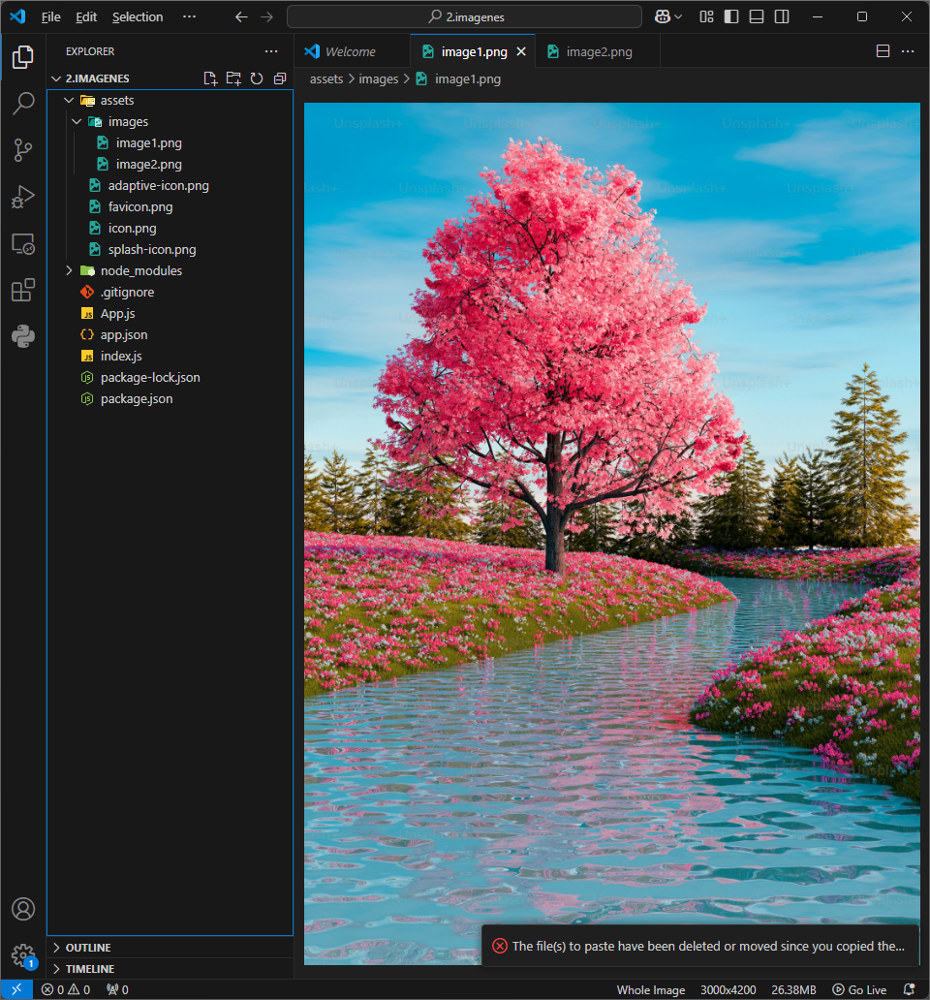 File Edit Selection ··· 2.imagenes
EXPLORER ···
2.IMAGENES
assets
images
image1.png
image2.png
adaptive-icon.png
favicon.png
icon.png
splash-icon.png
node_modules
.gitignore
JS App.js
{} app.json
JS index.js
package-lock.json
package.json
OUTLINE
TIMELINE
Welcome image1.png image2.png ···
assets > images > image1.png
Unsplash+ Unsplash+ Unsplash+ Unsplash+ Unsplash+
The file(s) to paste have been deleted or moved since you copied the...
1
0 0 0 Whole Image 3000x4200 26.38MB Go Live